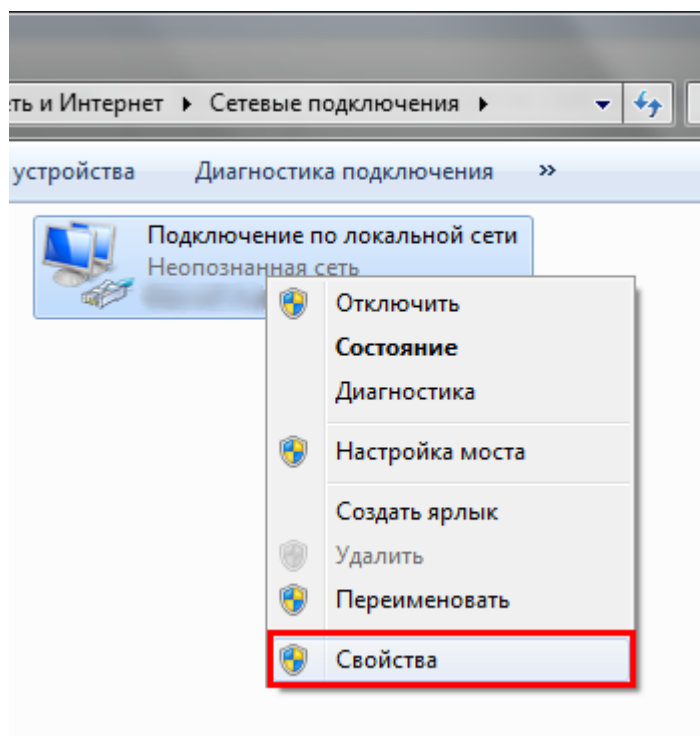 ть и Интернет ▸ Сетевые подключения ▸
устройства Диагностика подключения »
Подключение по локальной сети
Неопознанная сеть
Отключить
Состояние
Диагностика
Настройка моста
Создать ярлык
Удалить
Переименовать
Свойства